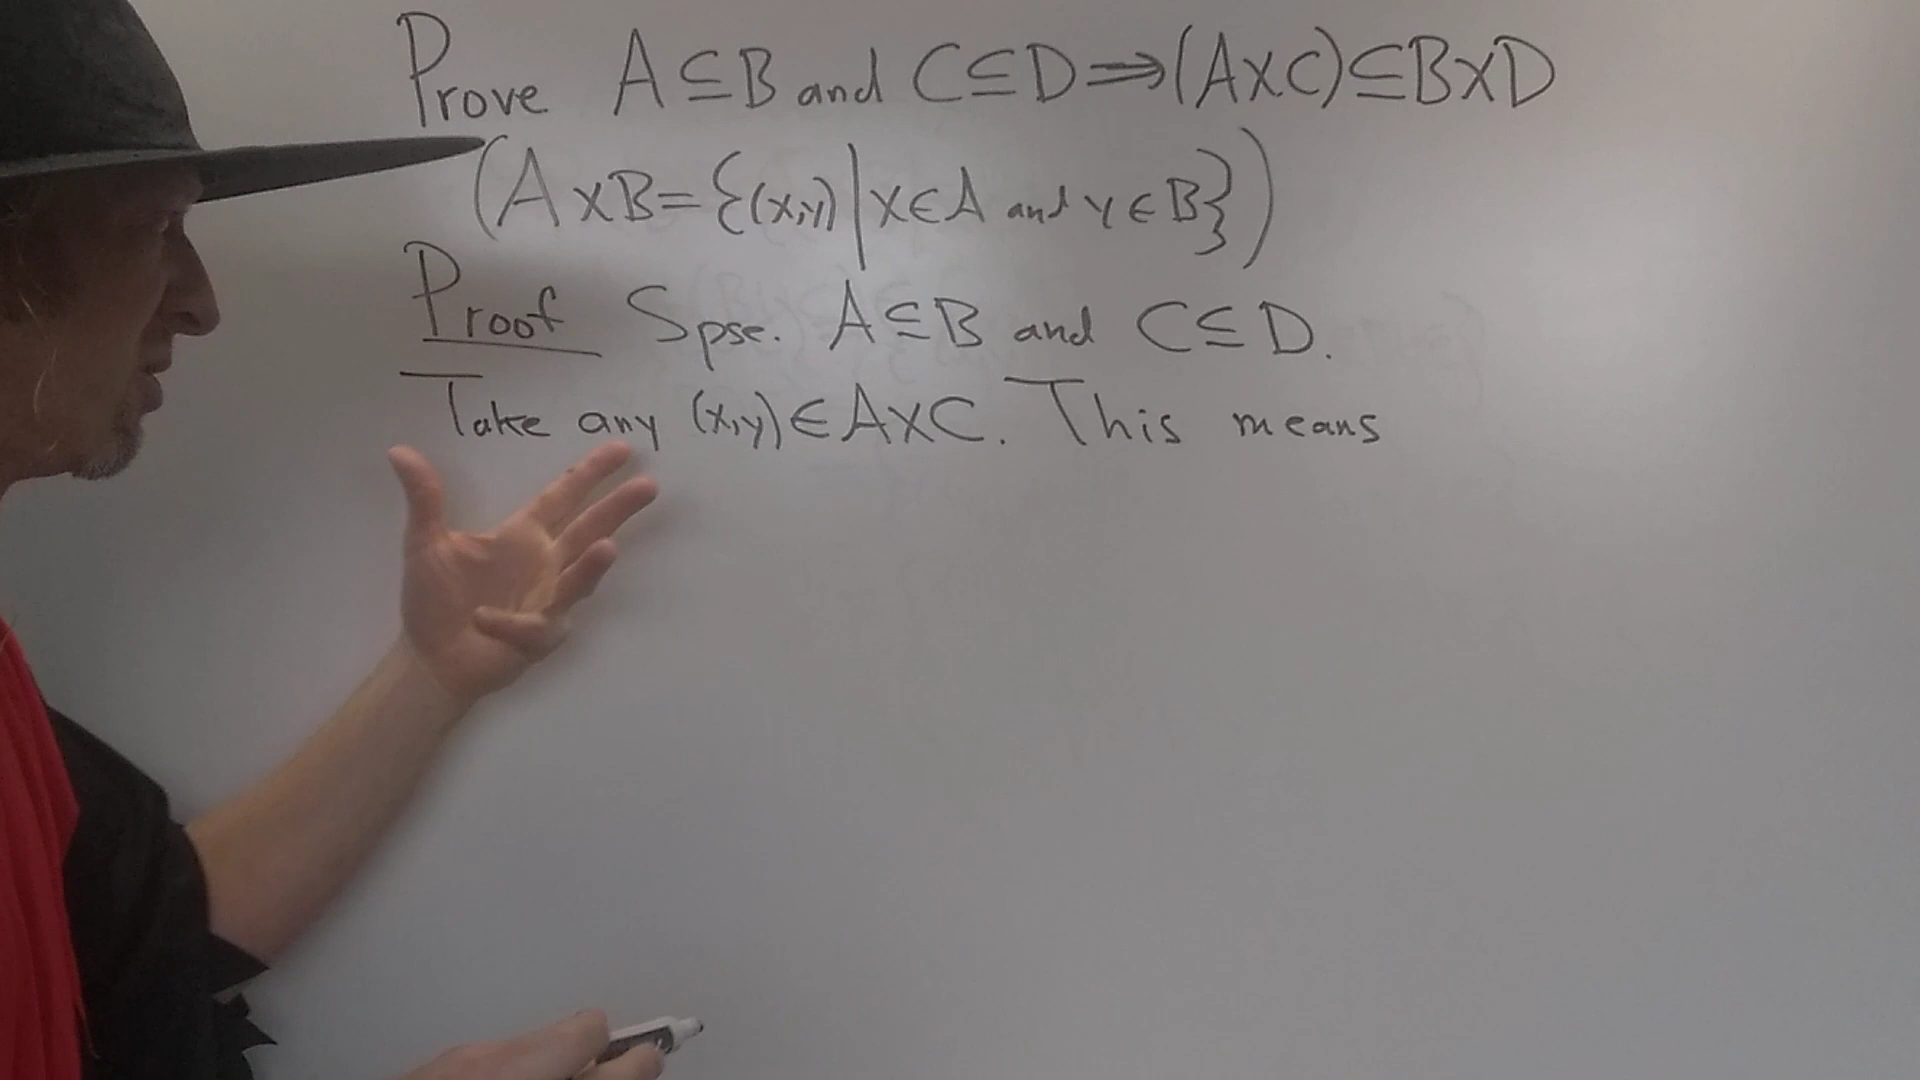 Prove A⊆B and C⊆D⇒(A×C)⊆B×D
(A×B={(x,y)|x∈A and y∈B})
Proof Spse. A⊆B and C⊆D.
Take any (x,y)∈A×C. This means